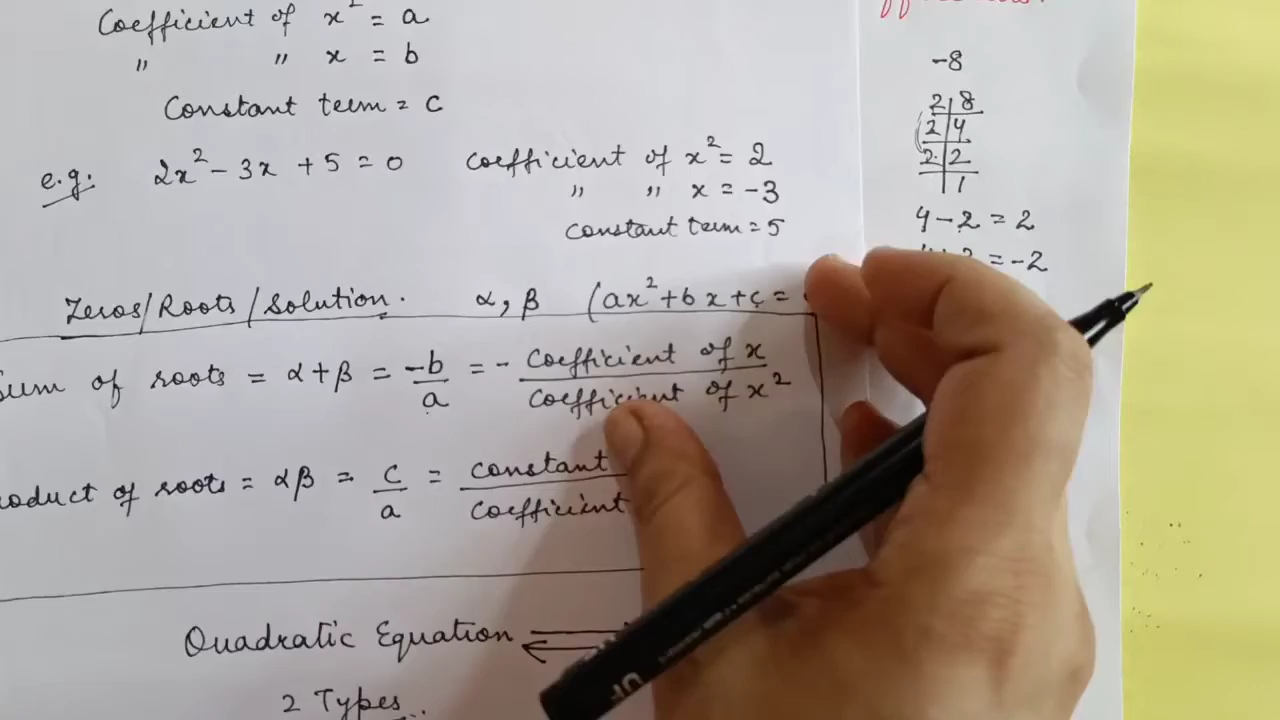 Coefficient of x² = a
" " x = b
Constant term = c
e.g. 2x² - 3x + 5 = 0
coefficient of x² = 2
" " x = -3
Constant term = 5
Zeros/Roots/Solution. α, β (ax² + bx + c =
of roots = α+β = -b/a = - Coefficient of x / Coefficient of x²
of roots = αβ = c/a = constant / coefficient
Quadratic Equation
2 Types
-8
2 | 8
2 | 4
2 | 2
1
4 - 2 = 2
= -2